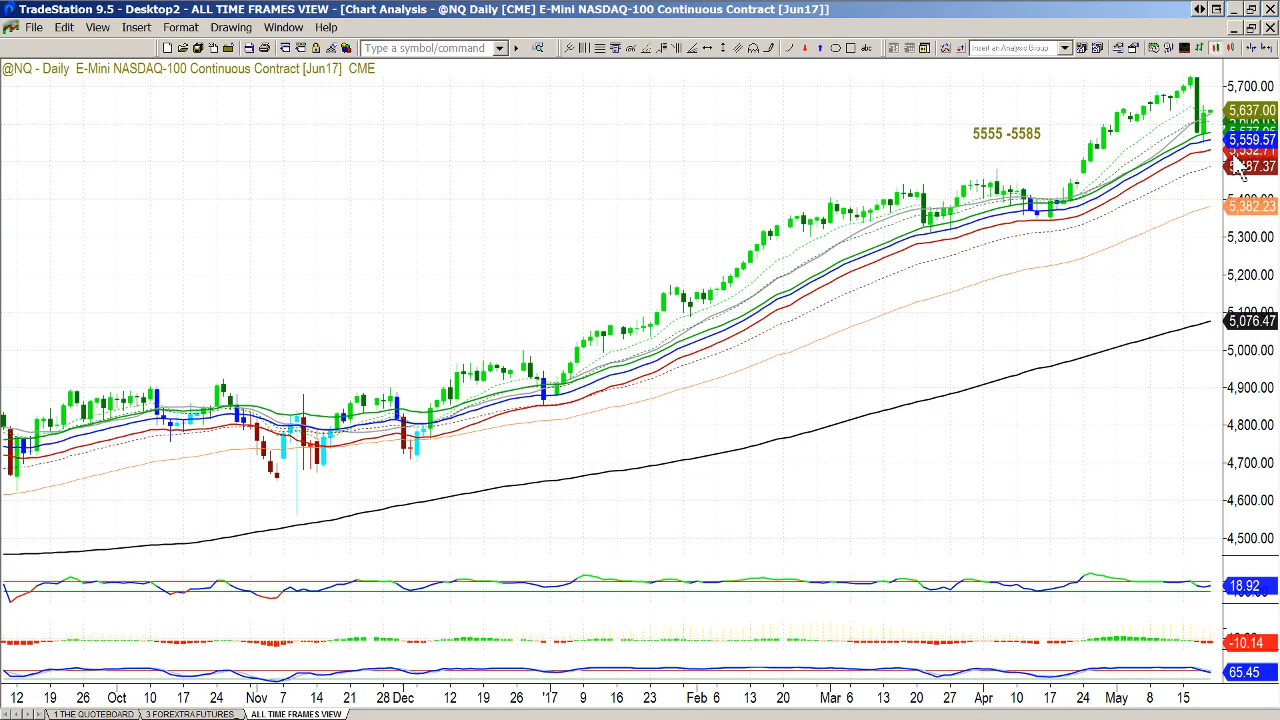 TradeStation 9.5 - Desktop2 - ALL TIME FRAMES VIEW - [Chart Analysis - @NQ Daily [CME] E-Mini NASDAQ-100 Continuous Contract [Jun17] ]
File Edit View Insert Format Drawing Window Help
Type a symbol/command
abc
Insert an Analysis Group
@NQ - Daily E-Mini NASDAQ-100 Continuous Contract [Jun17] CME
5,700.00
5,637.00
5555 -5585
5,559.57
5,382.23
5,300.00
5,200.00
5,076.47
5,000.00
4,900.00
4,800.00
4,700.00
4,600.00
4,500.00
18.92
-10.14
65.45
12 19 26 Oct 10 17 24 Nov 7 14 21 28 Dec 12 19 26 '17 9 16 23 Feb 6 13 20 Mar 6 13 20 27 Apr 10 17 24 May 8 15
1 THE QUOTEBOARD 3 FOREXTRA FUTURES ALL TIME FRAMES VIEW